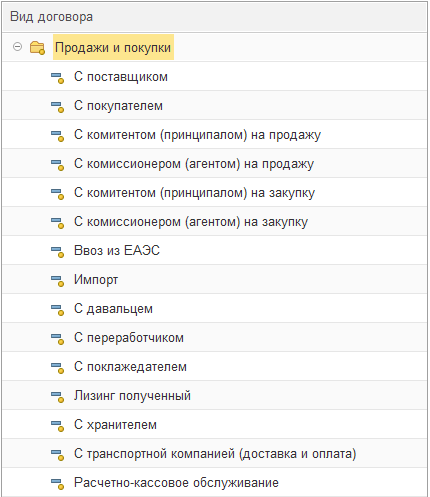 Вид договора
Продажи и покупки
С поставщиком
С покупателем
С комитентом (принципалом) на продажу
С комиссионером (агентом) на продажу
С комитентом (принципалом) на закупку
С комиссионером (агентом) на закупку
Ввоз из ЕАЭС
Импорт
С давальцем
С переработчиком
С поклажедателем
Лизинг полученный
С хранителем
С транспортной компанией (доставка и оплата)
Расчетно-кассовое обслуживание